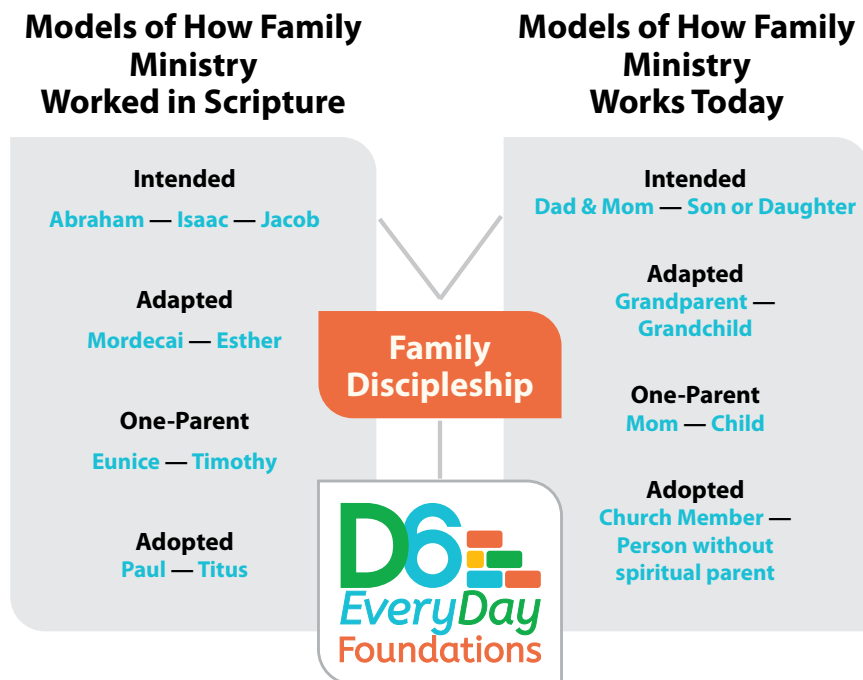 Models of How Family
Ministry
Worked in Scripture
Intended
Abraham — Isaac — Jacob
Adapted
Mordecai — Esther
One-Parent
Eunice — Timothy
Adopted
Paul — Titus
Models of How Family
Ministry
Works Today
Intended
Dad & Mom — Son or Daughter
Adapted
Grandparent —
Grandchild
One-Parent
Mom — Child
Adopted
Church Member —
Person without
spiritual parent
Family
Discipleship
D6
EveryDay
Foundations